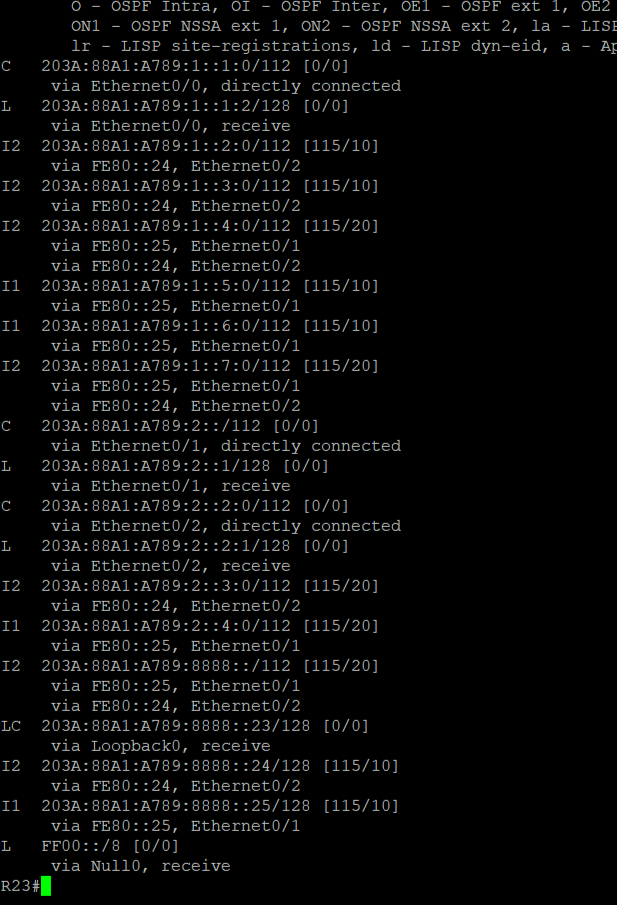 O - OSPF Intra, OI - OSPF Inter, OE1 - OSPF ext 1, OE2
ON1 - OSPF NSSA ext 1, ON2 - OSPF NSSA ext 2, la - LISP
lr - LISP site-registrations, ld - LISP dyn-eid, a - Ap
C 203A:88A1:A789:1::1:0/112 [0/0]
via Ethernet0/0, directly connected
L 203A:88A1:A789:1::1:2/128 [0/0]
via Ethernet0/0, receive
I2 203A:88A1:A789:1::2:0/112 [115/10]
via FE80::24, Ethernet0/2
I2 203A:88A1:A789:1::3:0/112 [115/10]
via FE80::24, Ethernet0/2
I2 203A:88A1:A789:1::4:0/112 [115/20]
via FE80::25, Ethernet0/1
via FE80::24, Ethernet0/2
I1 203A:88A1:A789:1::5:0/112 [115/10]
via FE80::25, Ethernet0/1
I1 203A:88A1:A789:1::6:0/112 [115/10]
via FE80::25, Ethernet0/1
I2 203A:88A1:A789:1::7:0/112 [115/20]
via FE80::25, Ethernet0/1
via FE80::24, Ethernet0/2
C 203A:88A1:A789:2::/112 [0/0]
via Ethernet0/1, directly connected
L 203A:88A1:A789:2::1/128 [0/0]
via Ethernet0/1, receive
C 203A:88A1:A789:2::2:0/112 [0/0]
via Ethernet0/2, directly connected
L 203A:88A1:A789:2::2:1/128 [0/0]
via Ethernet0/2, receive
I2 203A:88A1:A789:2::3:0/112 [115/20]
via FE80::24, Ethernet0/2
I1 203A:88A1:A789:2::4:0/112 [115/20]
via FE80::25, Ethernet0/1
I2 203A:88A1:A789:8888::/112 [115/20]
via FE80::25, Ethernet0/1
via FE80::24, Ethernet0/2
LC 203A:88A1:A789:8888::23/128 [0/0]
via Loopback0, receive
I2 203A:88A1:A789:8888::24/128 [115/10]
via FE80::24, Ethernet0/2
I1 203A:88A1:A789:8888::25/128 [115/10]
via FE80::25, Ethernet0/1
L FF00::/8 [0/0]
via Null0, receive
R23#